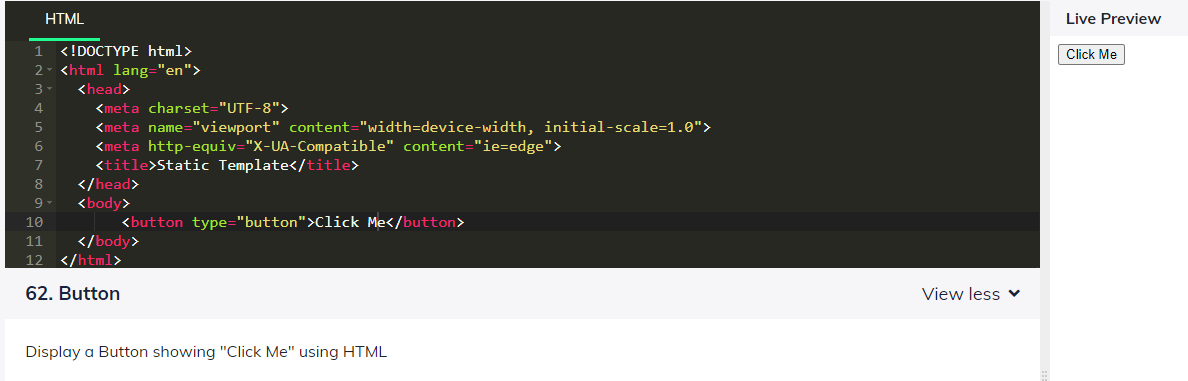 HTML
Live Preview
Click Me
1 <!DOCTYPE html>
2 <html lang="en">
3 <head>
4 <meta charset="UTF-8">
5 <meta name="viewport" content="width=device-width, initial-scale=1.0">
6 <meta http-equiv="X-UA-Compatible" content="ie=edge">
7 <title>Static Template</title>
8 </head>
9 <body>
10 <button type="button">Click Me</button>
11 </body>
12 </html>
62. Button View less
Display a Button showing "Click Me" using HTML